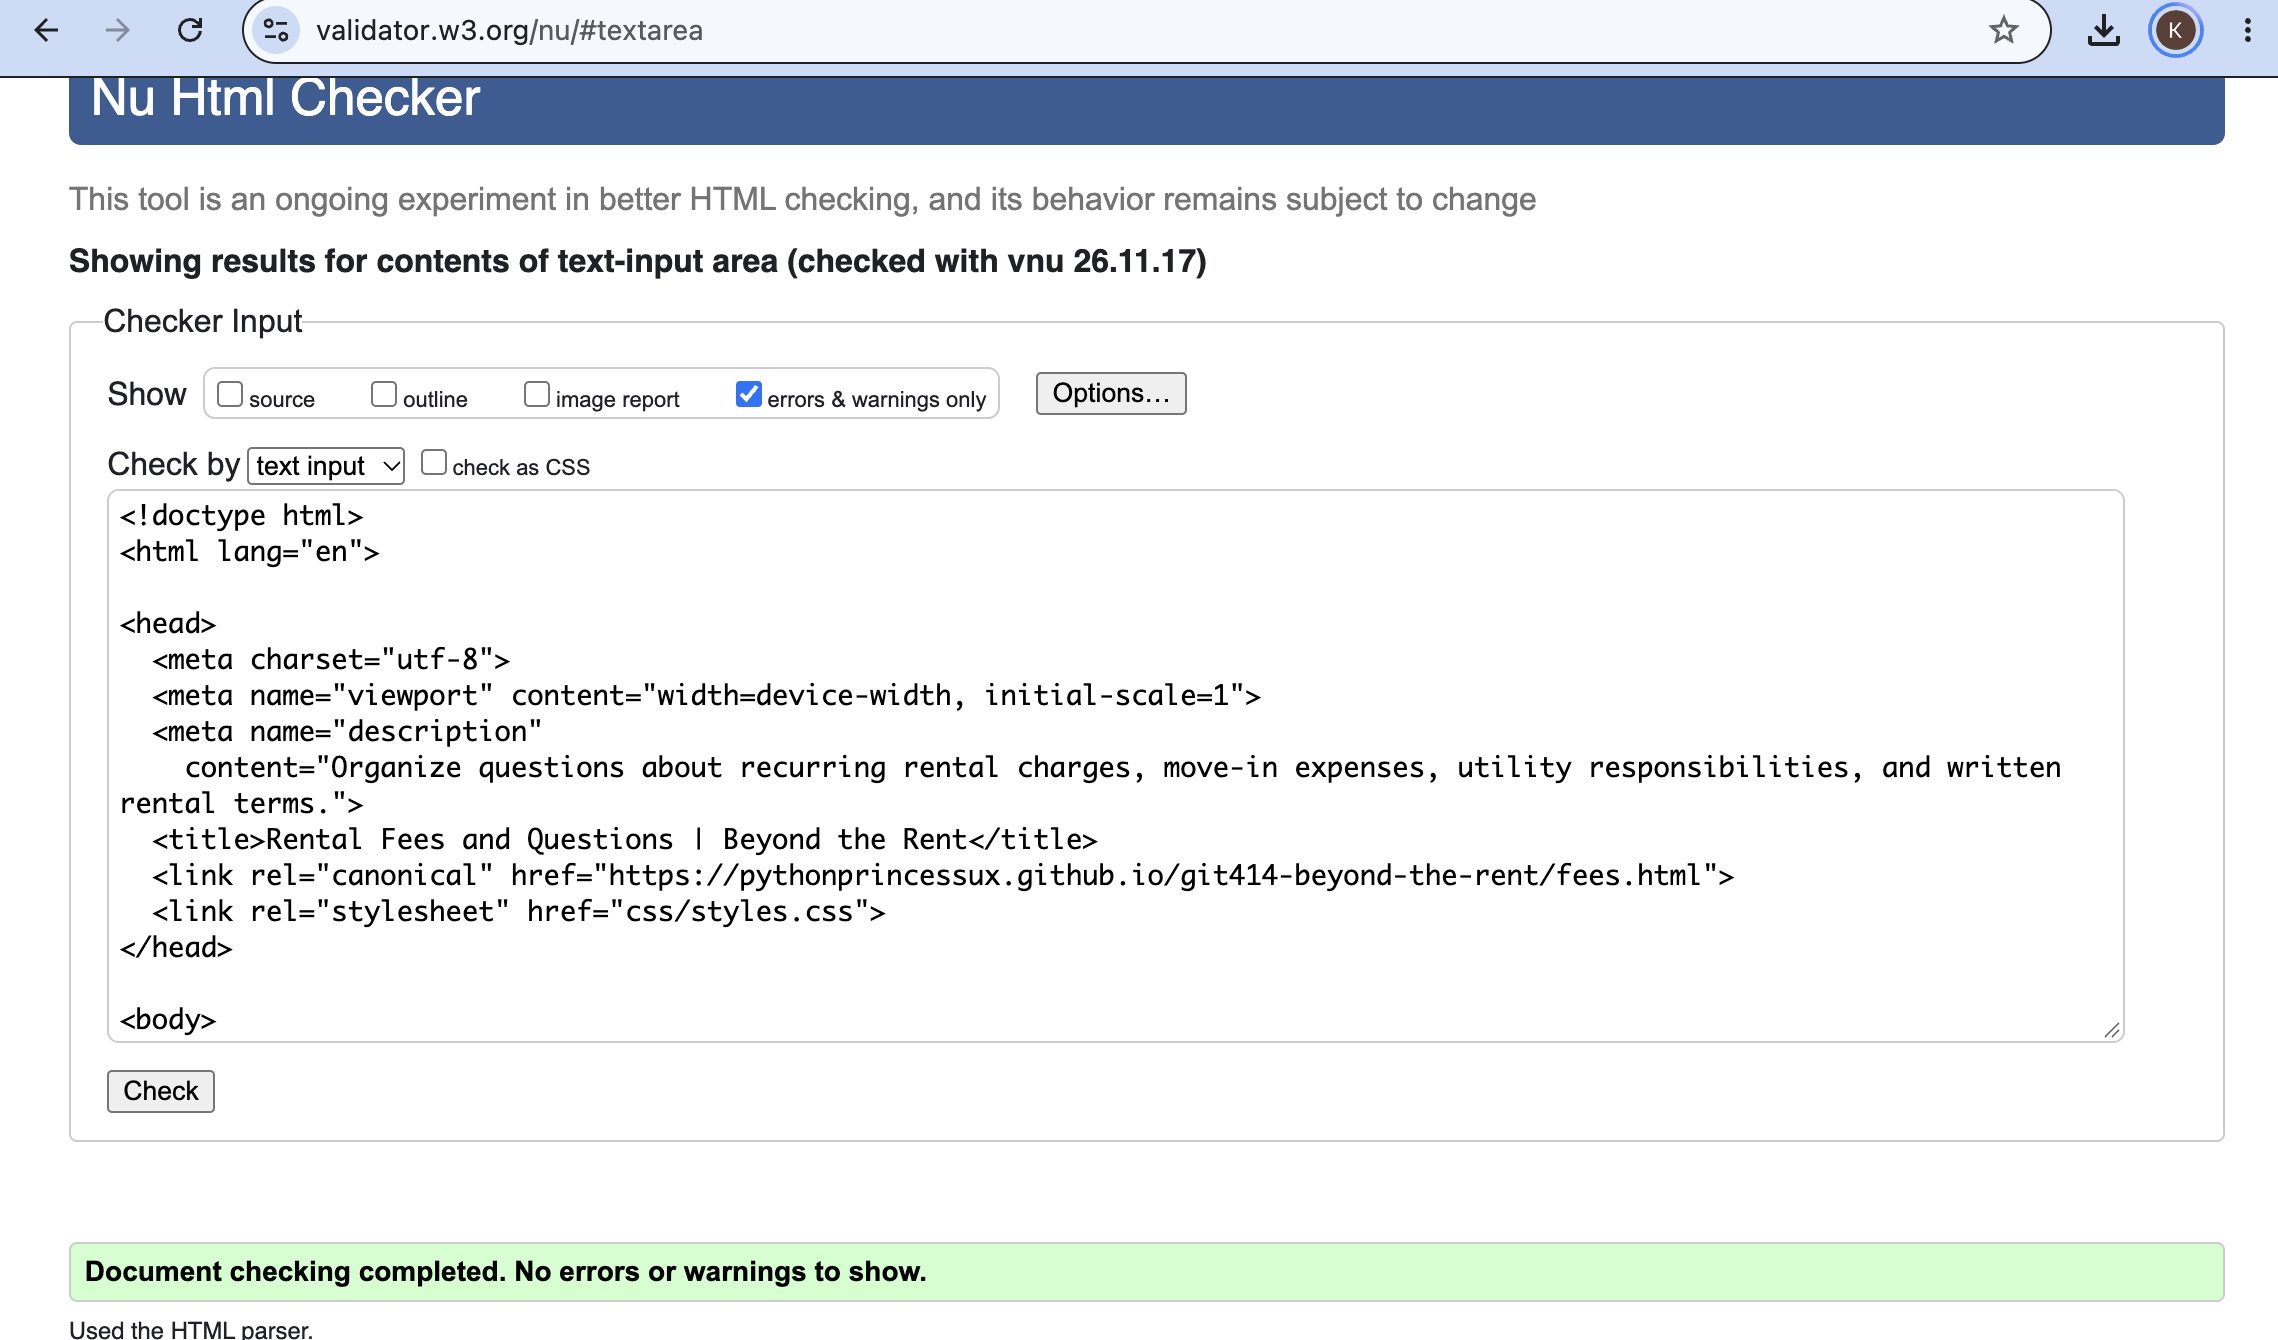 validator.w3.org/nu/#textarea
K
Nu Html Checker
This tool is an ongoing experiment in better HTML checking, and its behavior remains subject to change
Showing results for contents of text-input area (checked with vnu 26.11.17)
Checker Input
Show source outline image report errors & warnings only Options...
Check by text input check as CSS
<!doctype html>
<html lang="en">
<head>
  <meta charset="utf-8">
  <meta name="viewport" content="width=device-width, initial-scale=1">
  <meta name="description"
    content="Organize questions about recurring rental charges, move-in expenses, utility responsibilities, and written
rental terms.">
  <title>Rental Fees and Questions | Beyond the Rent</title>
  <link rel="canonical" href="https://pythonprincessux.github.io/git414-beyond-the-rent/fees.html">
  <link rel="stylesheet" href="css/styles.css">
</head>
<body>
Check
Document checking completed. No errors or warnings to show.
Used the HTML parser.